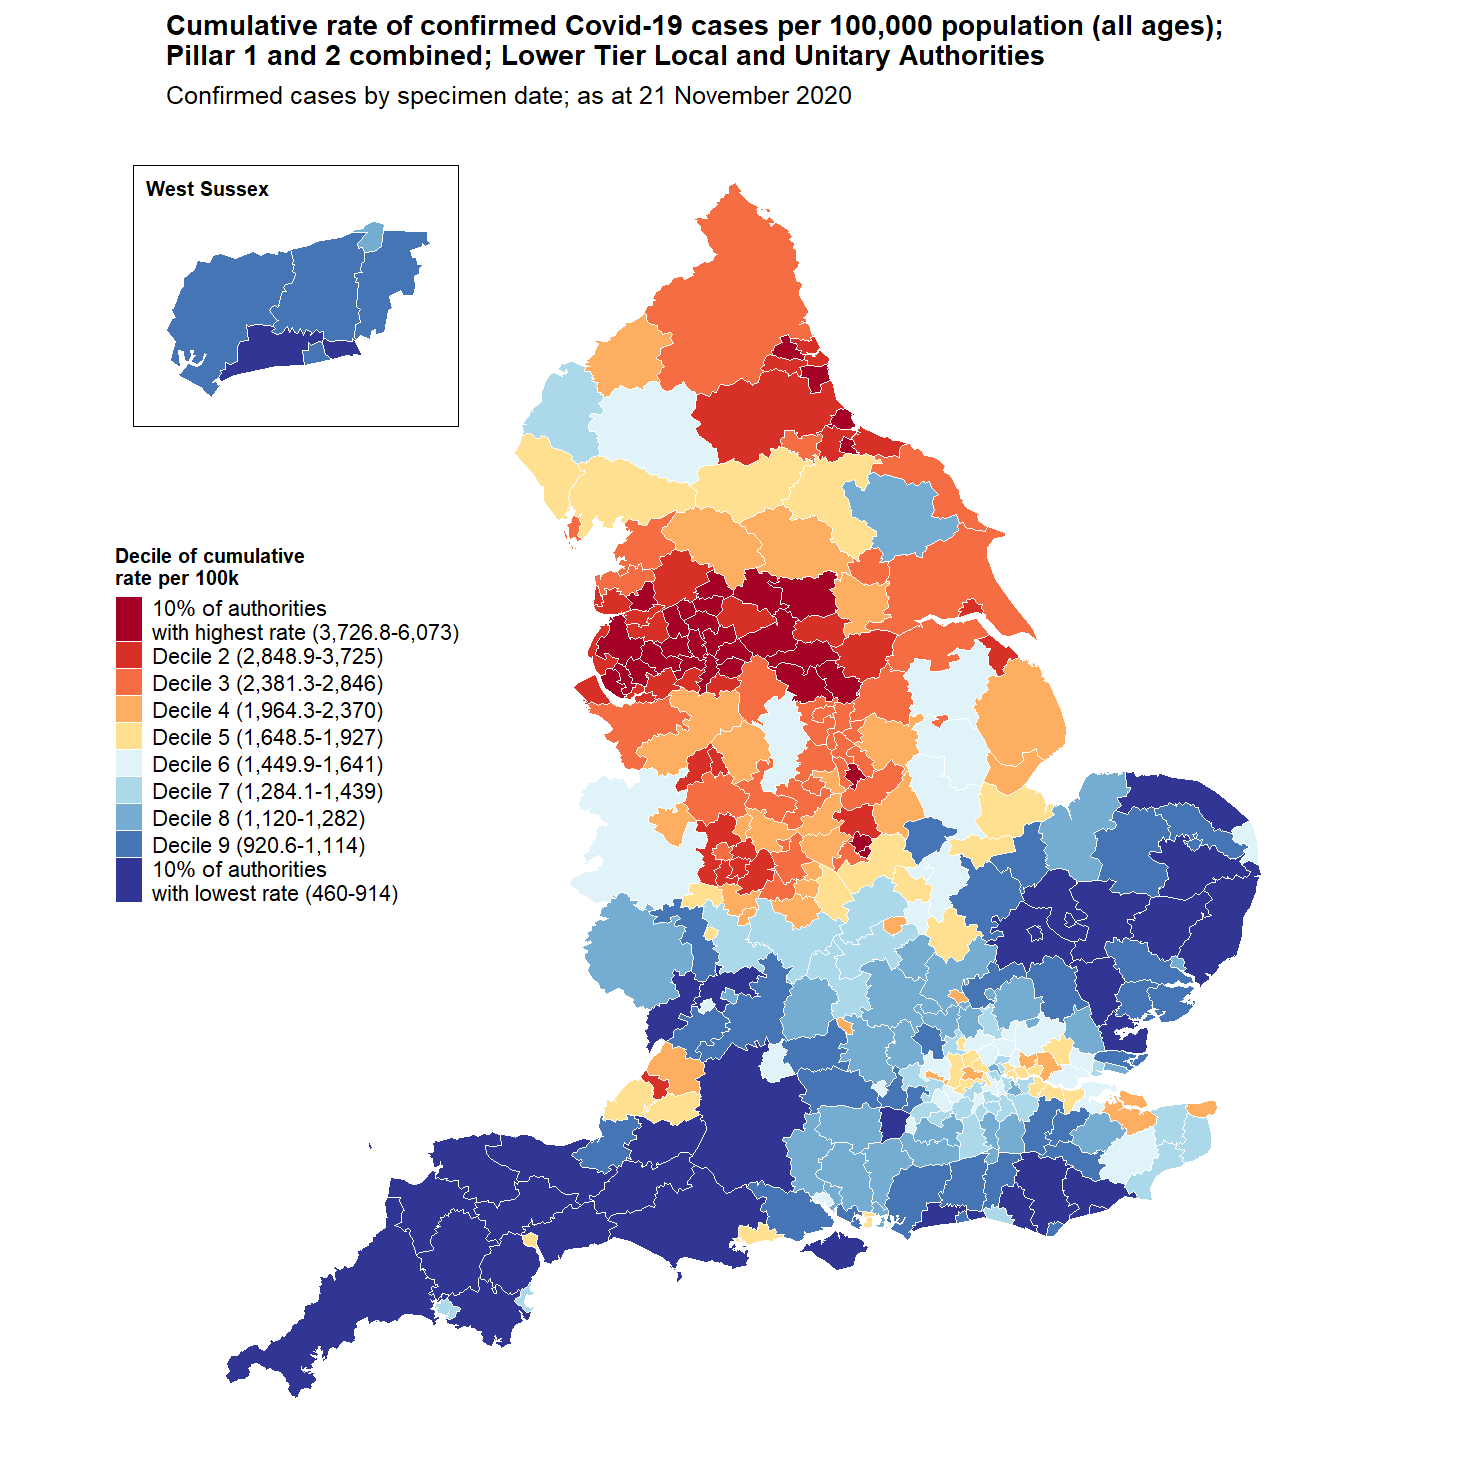 Cumulative rate of confirmed Covid-19 cases per 100,000 population (all ages);
Pillar 1 and 2 combined; Lower Tier Local and Unitary Authorities
Confirmed cases by specimen date; as at 21 November 2020
West Sussex
Decile of cumulative
rate per 100k
10% of authorities
with highest rate (3,726.8-6,073)
Decile 2 (2,848.9-3,725)
Decile 3 (2,381.3-2,846)
Decile 4 (1,964.3-2,370)
Decile 5 (1,648.5-1,927)
Decile 6 (1,449.9-1,641)
Decile 7 (1,284.1-1,439)
Decile 8 (1,120-1,282)
Decile 9 (920.6-1,114)
10% of authorities
with lowest rate (460-914)